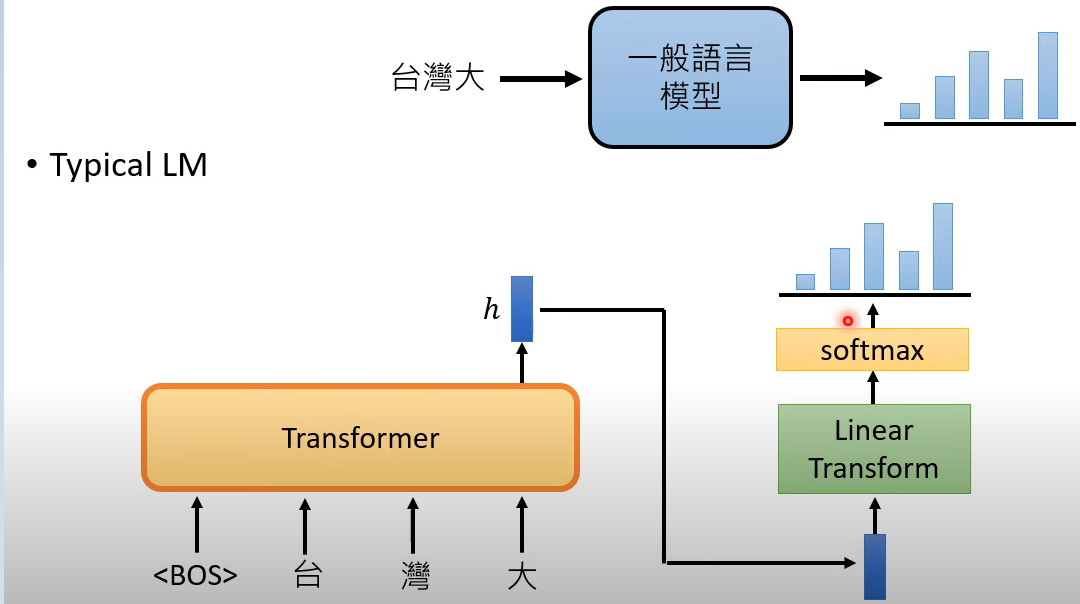 台灣大
一般語言
模型
• Typical LM
h
softmax
Transformer
Linear
Transform
<BOS> 台 灣 大